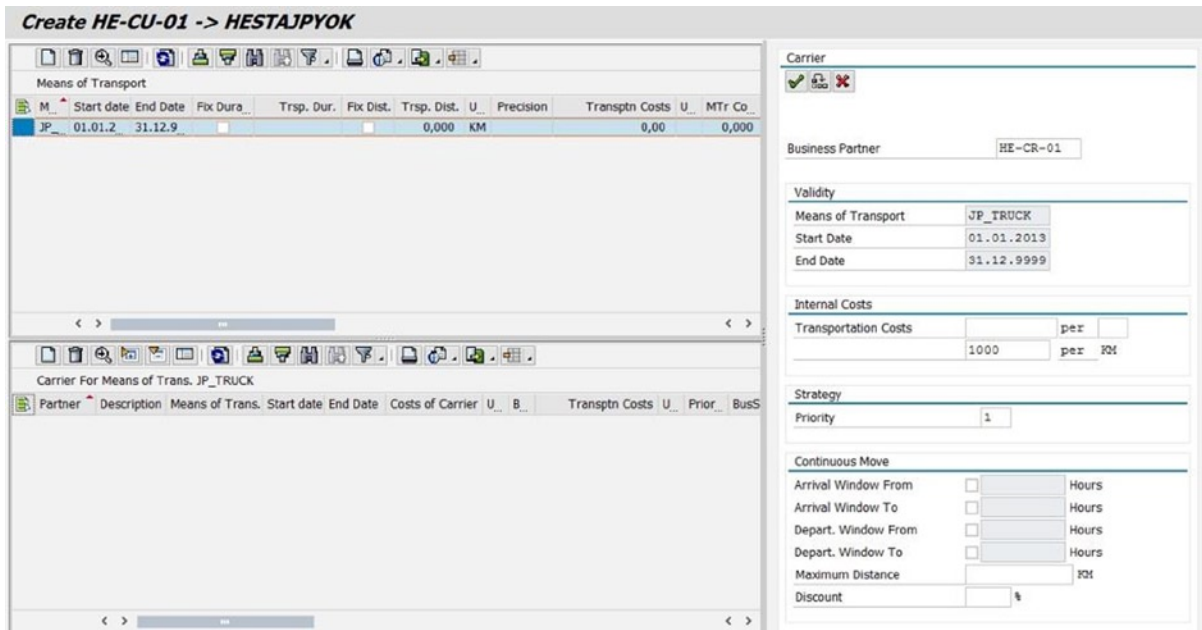 Create HE-CU-01 -> HESTAJPYOK
Means of Transport
M... Start date End Date Fix Dura... Trsp. Dur. Fix Dist. Trsp. Dist. U... Precision Transptn Costs U... MTr Co...
JP_... 01.01.2... 31.12.9... 0,000 KM 0,00 0,000
Carrier For Means of Trans. JP_TRUCK
Partner Description Means of Trans. Start date End Date Costs of Carrier U... B... Transptn Costs U... Prior... BusS
Carrier
Business Partner HE-CR-01
Validity
Means of Transport JP_TRUCK
Start Date 01.01.2013
End Date 31.12.9999
Internal Costs
Transportation Costs per
1000 per KM
Strategy
Priority 1
Continuous Move
Arrival Window From Hours
Arrival Window To Hours
Depart. Window From Hours
Depart. Window To Hours
Maximum Distance KM
Discount %